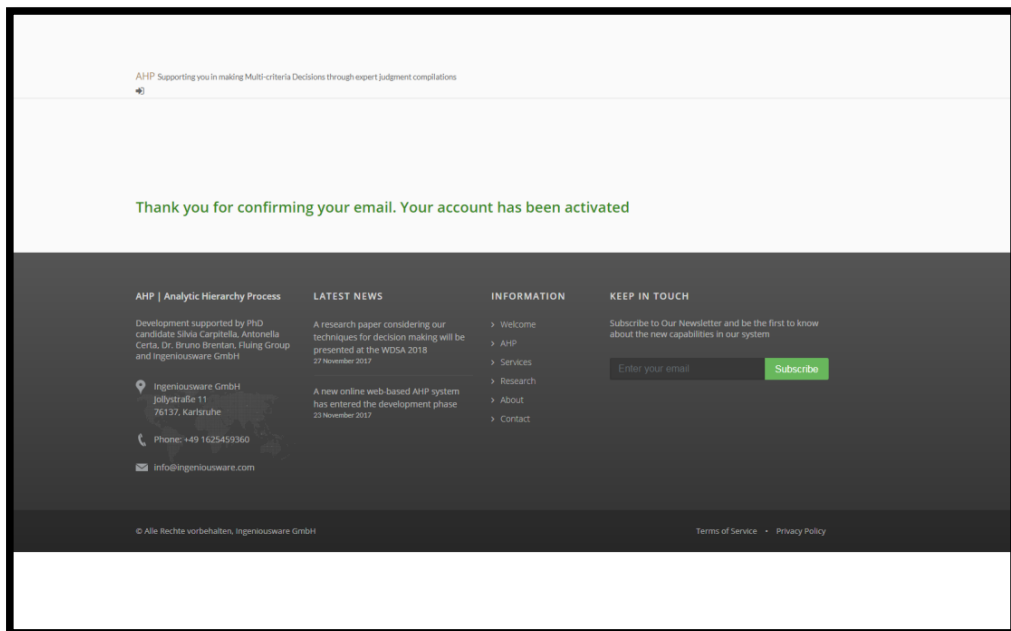 AHP Supporting you in making Multi-criteria Decisions through expert judgment compilations
Thank you for confirming your email. Your account has been activated
AHP | Analytic Hierarchy Process
Development supported by PhD
candidate Silvia Carpitella, Antonella
Certa, Dr. Bruno Brentan, Fluing Group
and Ingeniousware GmbH
Ingeniousware GmbH
Jollystraße 11
76137, Karlsruhe
Phone: +49 1625459360
info@ingeniousware.com
LATEST NEWS
A research paper considering our
techniques for decision making will be
presented at the WDSA 2018
27 November 2017
A new online web-based AHP system
has entered the development phase
23 November 2017
INFORMATION
› Welcome
› AHP
› Services
› Research
› About
› Contact
KEEP IN TOUCH
Subscribe to Our Newsletter and be the first to know
about the new capabilities in our system
Enter your email
Subscribe
© Alle Rechte vorbehalten, Ingeniousware GmbH
Terms of Service • Privacy Policy